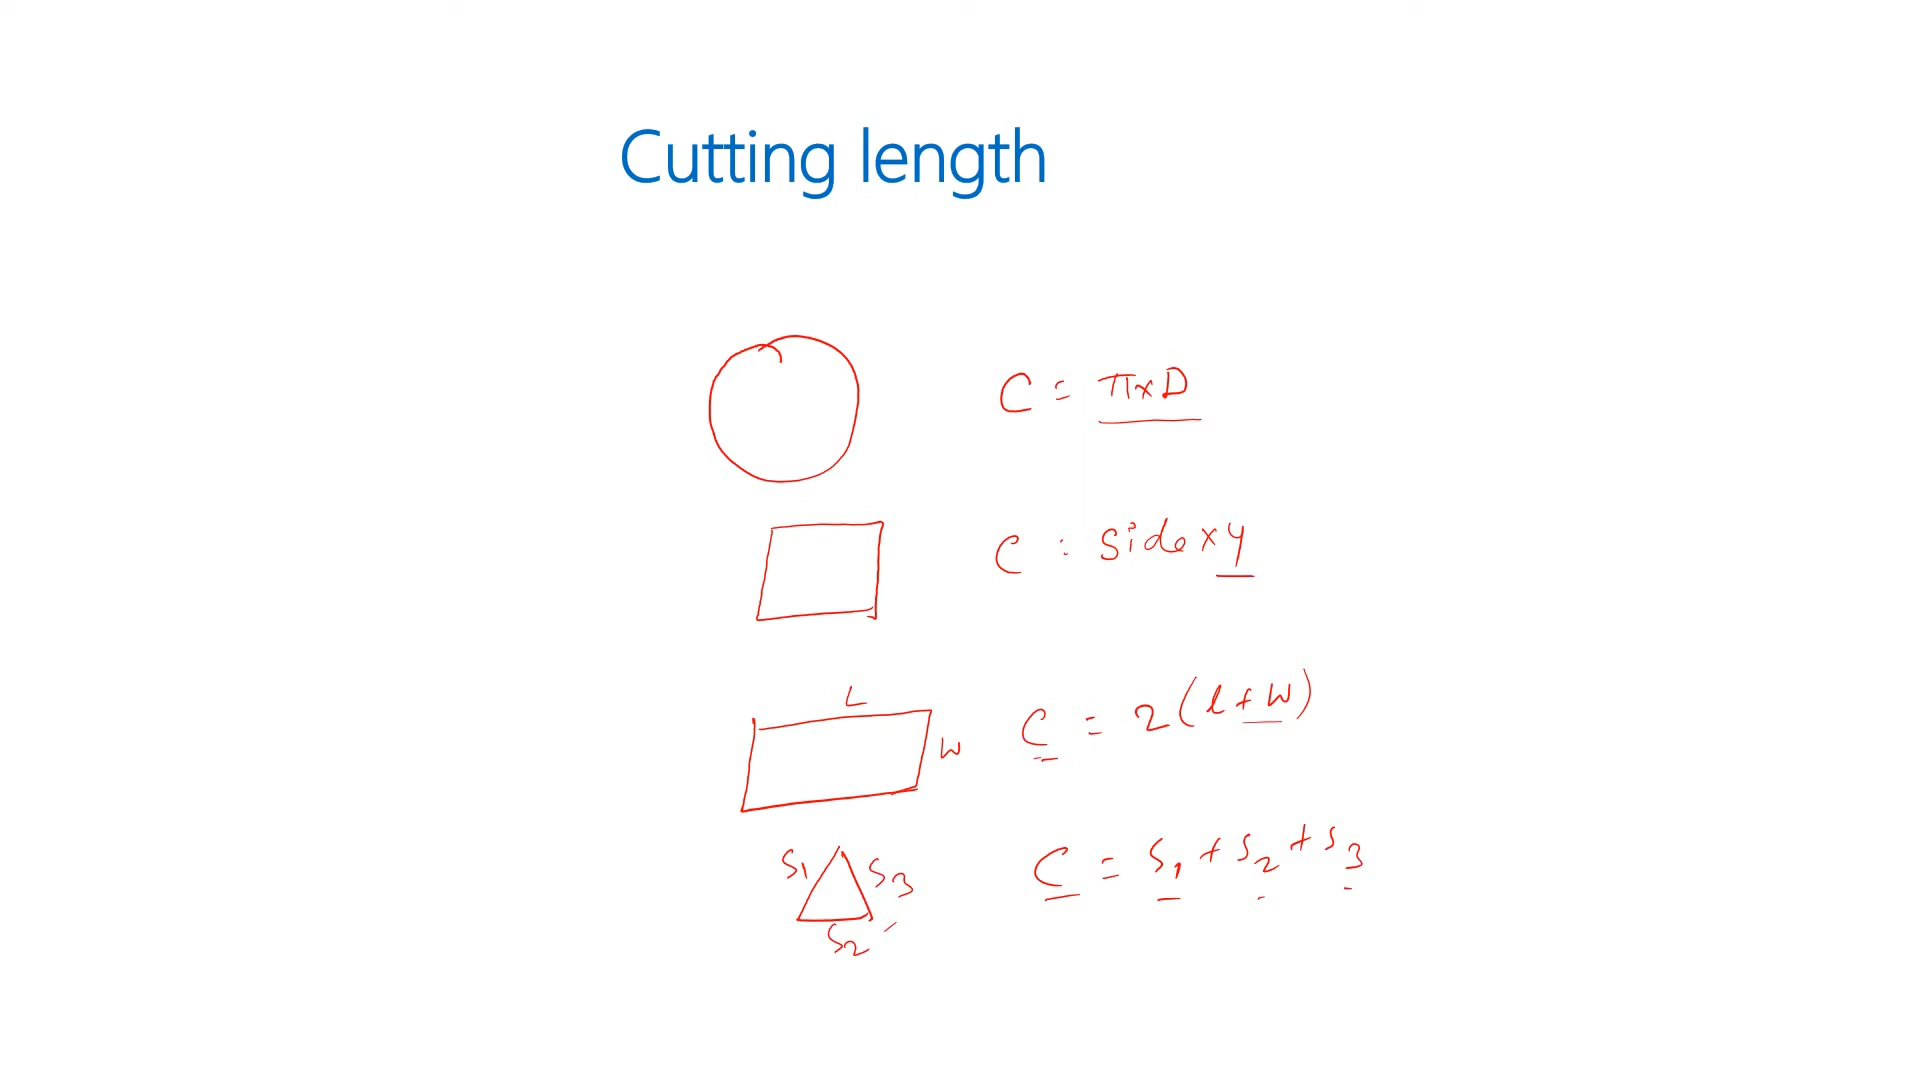 Cutting length
C = π×D
C : Side×4
L
W
C = 2(l+W)
S1
S3
S2
C = S1+S2+S3